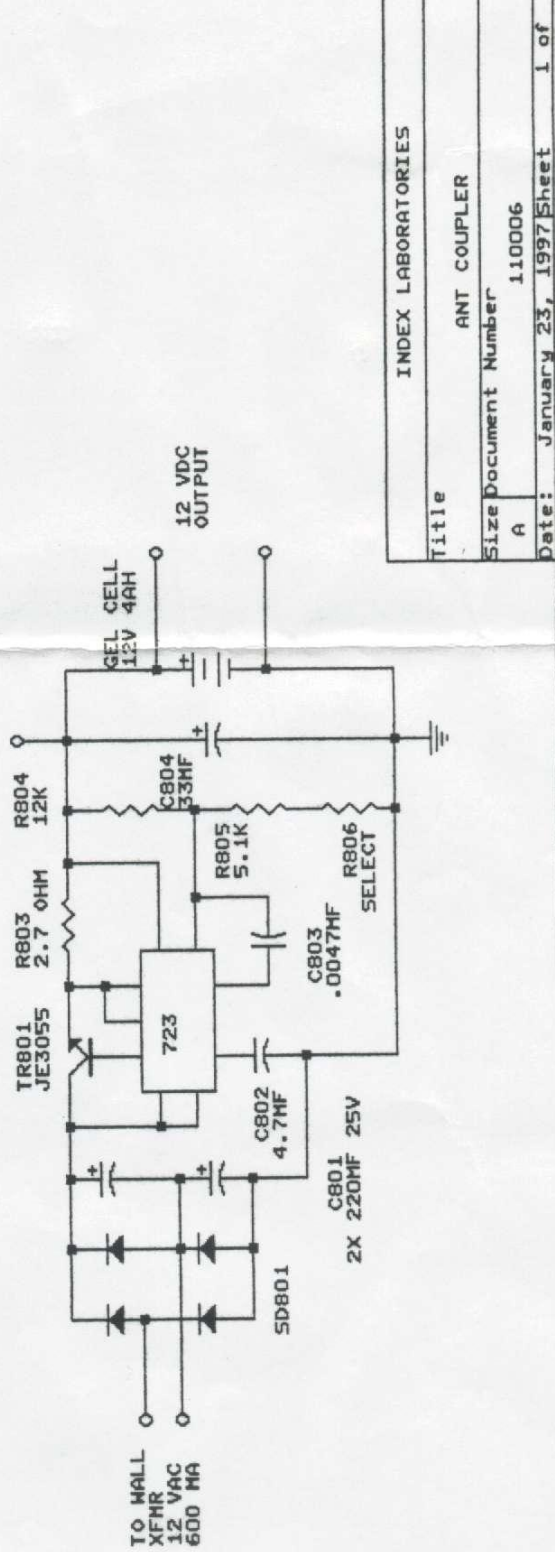 TO WALL
XFMR
12 VAC
600 MA
SD801
C801
2X 220MF 25V
TR801
JE3055
723
C802
4.7MF
R803
2.7 OHM
C803
.0047MF
R804
12K
C804
33MF
R805
5.1K
R806
SELECT
GEL CELL
12V 4AH
12 VDC
OUTPUT
INDEX LABORATORIES
Title
ANT COUPLER
Size Document Number
A 110006
Date: January 23, 1997 Sheet 1 of